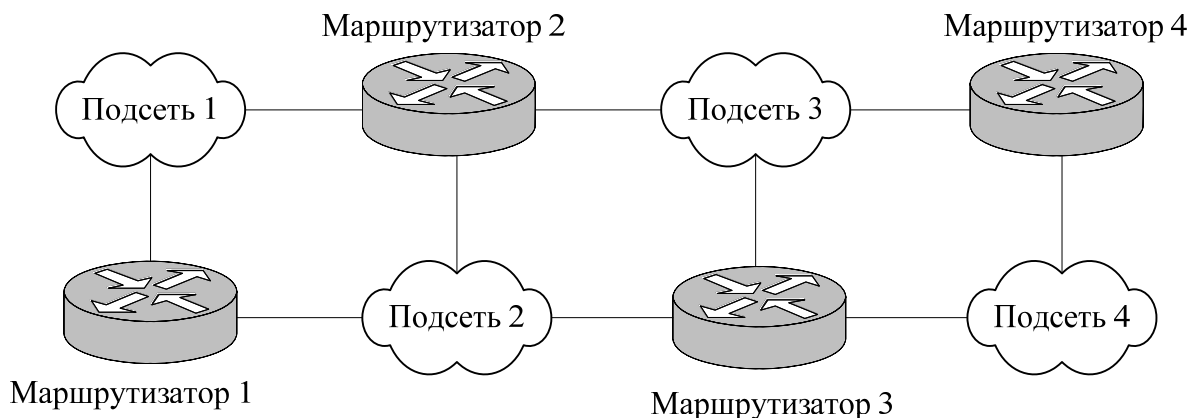 Маршрутизатор 2
Маршрутизатор 4
Подсеть 1
Подсеть 3
Подсеть 2
Подсеть 4
Маршрутизатор 1
Маршрутизатор 3